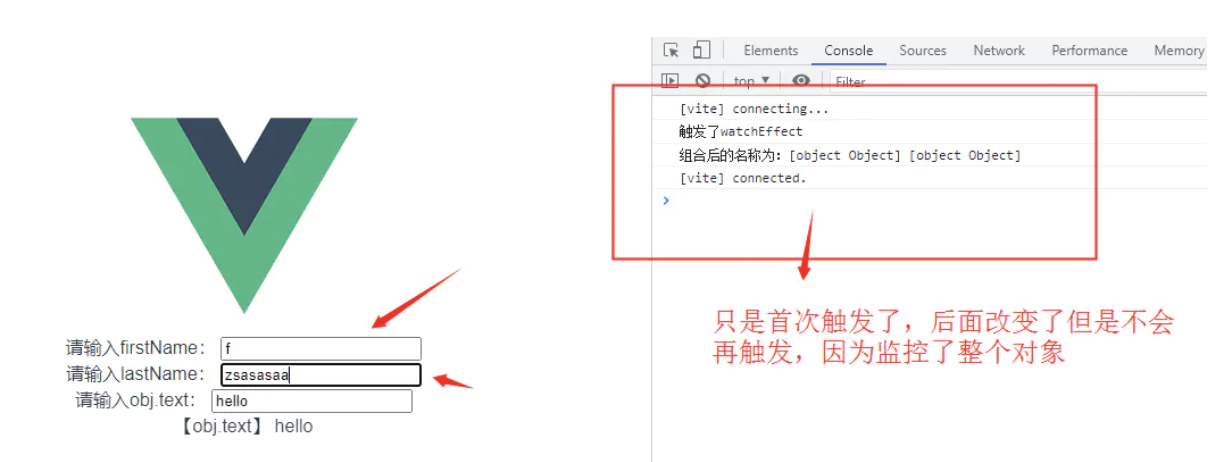 Elements Console Sources Network Performance Memory
top ▼ Filter
[vite] connecting...
触发了watchEffect
组合后的名称为：[object Object] [object Object]
[vite] connected.
只是首次触发了，后面改变了但是不会
再触发，因为监控了整个对象
请输入firstName： f
请输入lastName： zsasasaa
请输入obj.text： hello
【obj.text】 hello